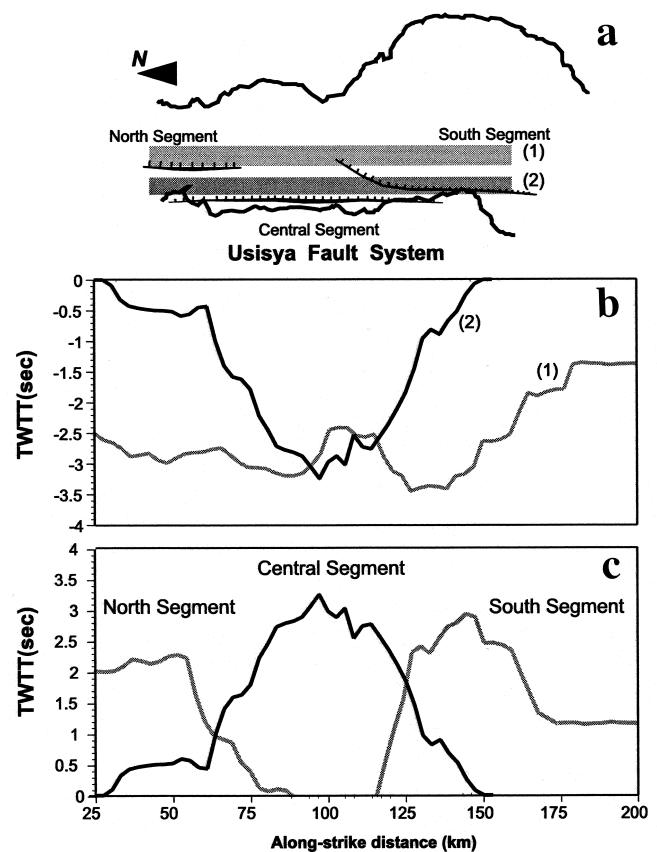 a
N
North Segment
South Segment
(1)
(2)
Central Segment
Usisya Fault System
b
0
-0.5
-1
-1.5
-2
-2.5
-3
-3.5
-4
TWTT(sec)
(2)
(1)
c
4
3.5
3
2.5
2
1.5
1
0.5
0
TWTT(sec)
Central Segment
North Segment
South Segment
25 50 75 100 125 150 175 200
Along-strike distance (km)